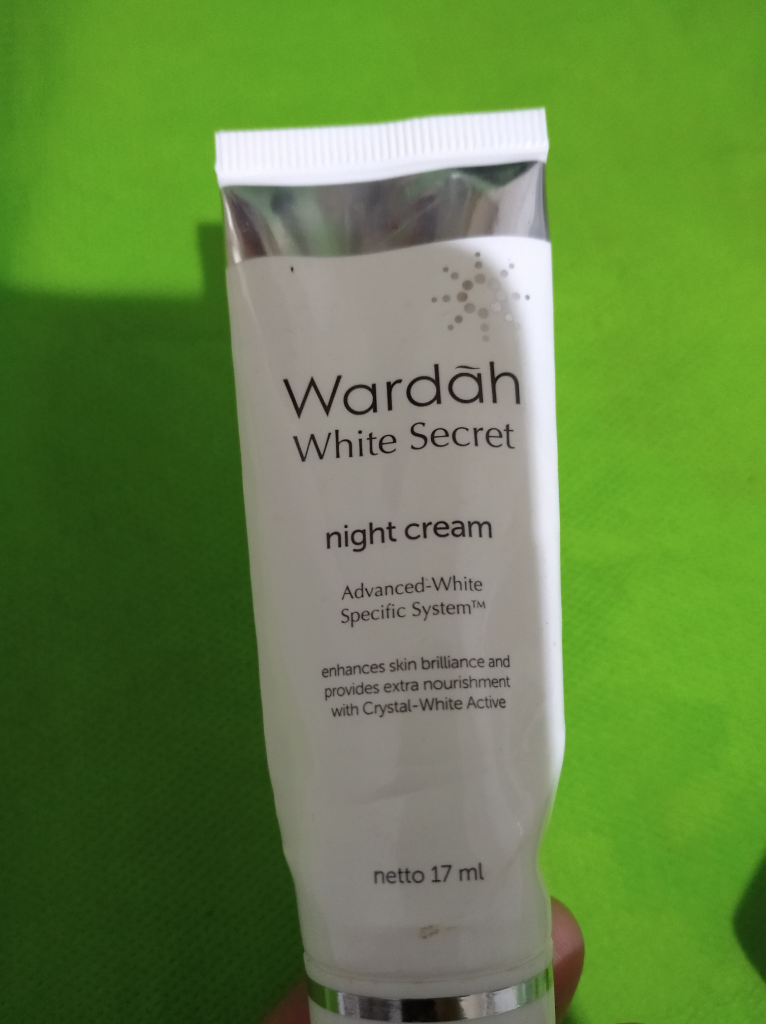 Wardāh
White Secret
night cream
Advanced-White
Specific System™
enhances skin brilliance and
provides extra nourishment
with Crystal-White Active
netto 17 ml